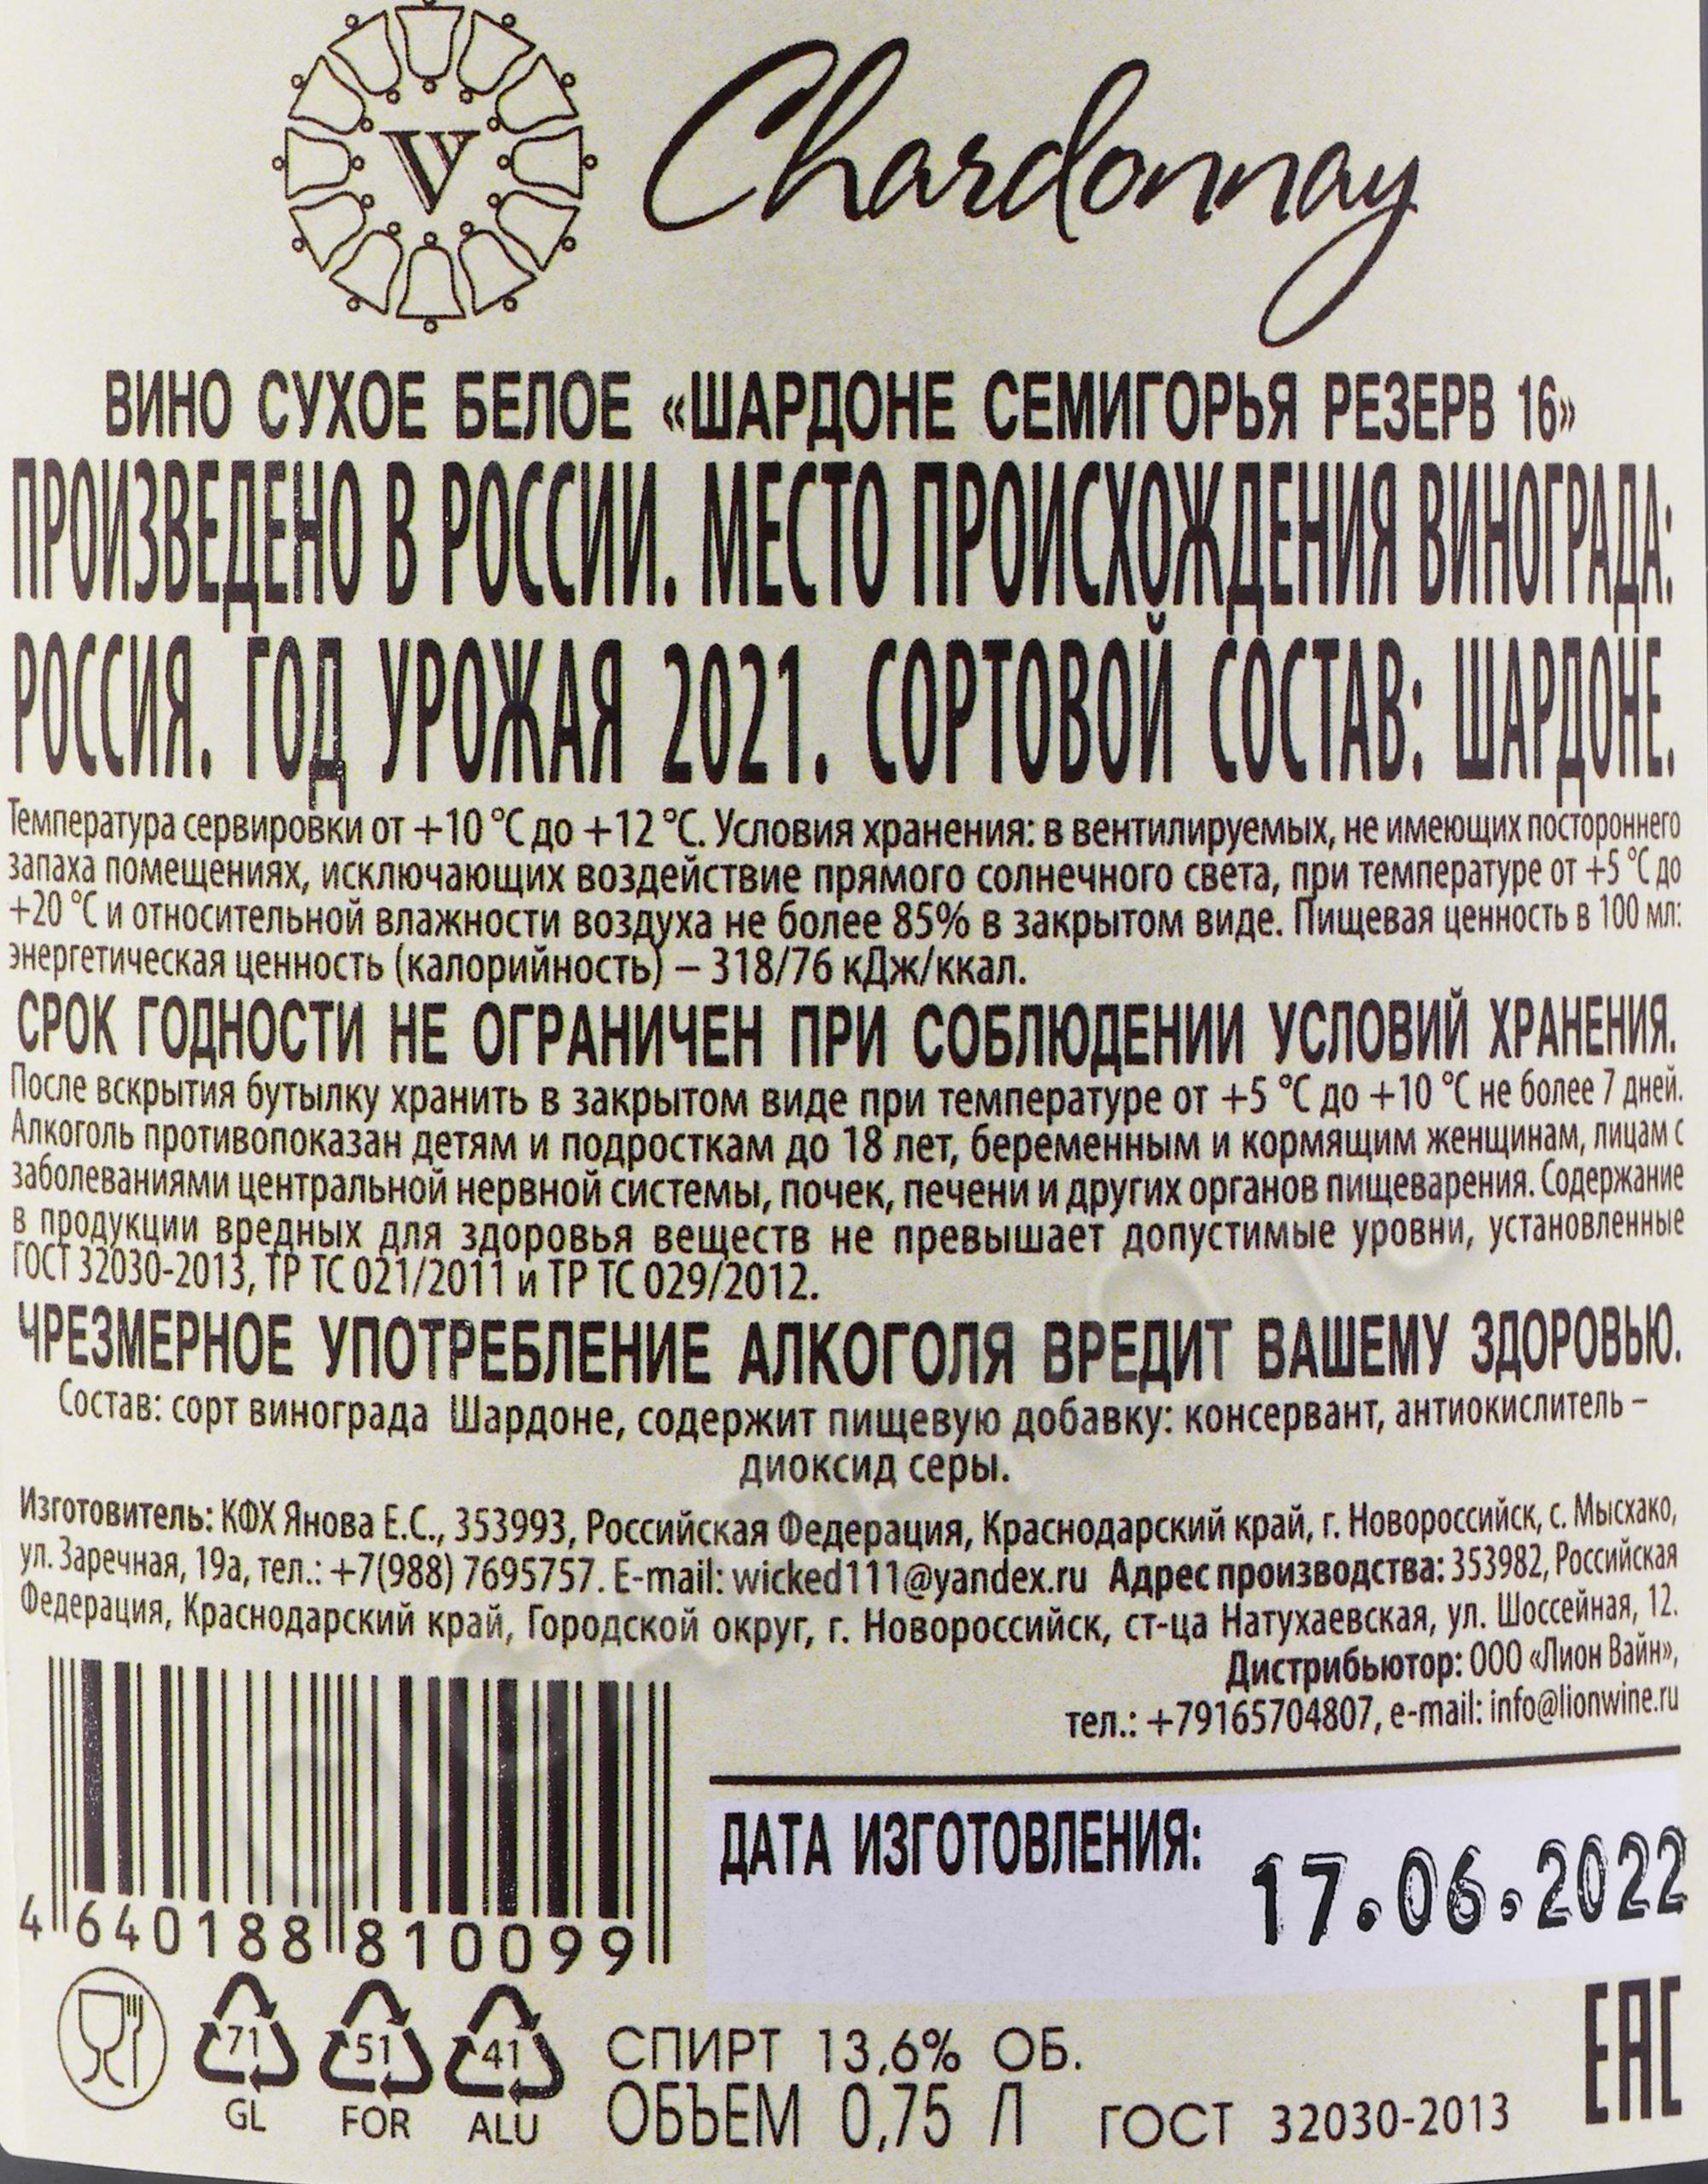 V
Chardonnay
ВИНО СУХОЕ БЕЛОЕ «ШАРДОНЕ СЕМИГОРЬЯ РЕЗЕРВ 16»
ПРОИЗВЕДЕНО В РОССИИ. МЕСТО ПРОИСХОЖДЕНИЯ ВИНОГРАДА:
РОССИЯ. ГОД УРОЖАЯ 2021. СОРТОВОЙ СОСТАВ: ШАРДОНЕ.
Температура сервировки от +10 °C до +12 °C. Условия хранения: в вентилируемых, не имеющих постороннего
запаха помещениях, исключающих воздействие прямого солнечного света, при температуре от +5 °C до
+20 °C и относительной влажности воздуха не более 85% в закрытом виде. Пищевая ценность в 100 мл:
энергетическая ценность (калорийность) – 318/76 кДж/ккал.
СРОК ГОДНОСТИ НЕ ОГРАНИЧЕН ПРИ СОБЛЮДЕНИИ УСЛОВИЙ ХРАНЕНИЯ.
После вскрытия бутылку хранить в закрытом виде при температуре от +5 °C до +10 °C не более 7 дней.
Алкоголь противопоказан детям и подросткам до 18 лет, беременным и кормящим женщинам, лицам с
заболеваниями центральной нервной системы, почек, печени и других органов пищеварения. Содержание
в продукции вредных для здоровья веществ не превышает допустимые уровни, установленные
ГОСТ 32030-2013, ТР ТС 021/2011 и ТР ТС 029/2012.
ЧРЕЗМЕРНОЕ УПОТРЕБЛЕНИЕ АЛКОГОЛЯ ВРЕДИТ ВАШЕМУ ЗДОРОВЬЮ.
Состав: сорт винограда Шардоне, содержит пищевую добавку: консервант, антиокислитель –
диоксид серы.
Изготовитель: КФХ Янова Е.С., 353993, Российская Федерация, Краснодарский край, г. Новороссийск, с. Мысхако,
ул. Заречная, 19а, тел.: +7(988) 7695757. E-mail: wicked111@yandex.ru Адрес производства: 353982, Российская
Федерация, Краснодарский край, Городской округ, г. Новороссийск, ст-ца Натухаевская, ул. Шоссейная, 12.
Дистрибьютор: ООО «Лион Вайн»,
тел.: +79165704807, e-mail: info@lionwine.ru
ДАТА ИЗГОТОВЛЕНИЯ:
17.06.2022
4 640188 810099
71 51 41
GL FOR ALU
СПИРТ 13,6% ОБ.
ОБЪЕМ 0,75 Л ГОСТ 32030-2013
EAC